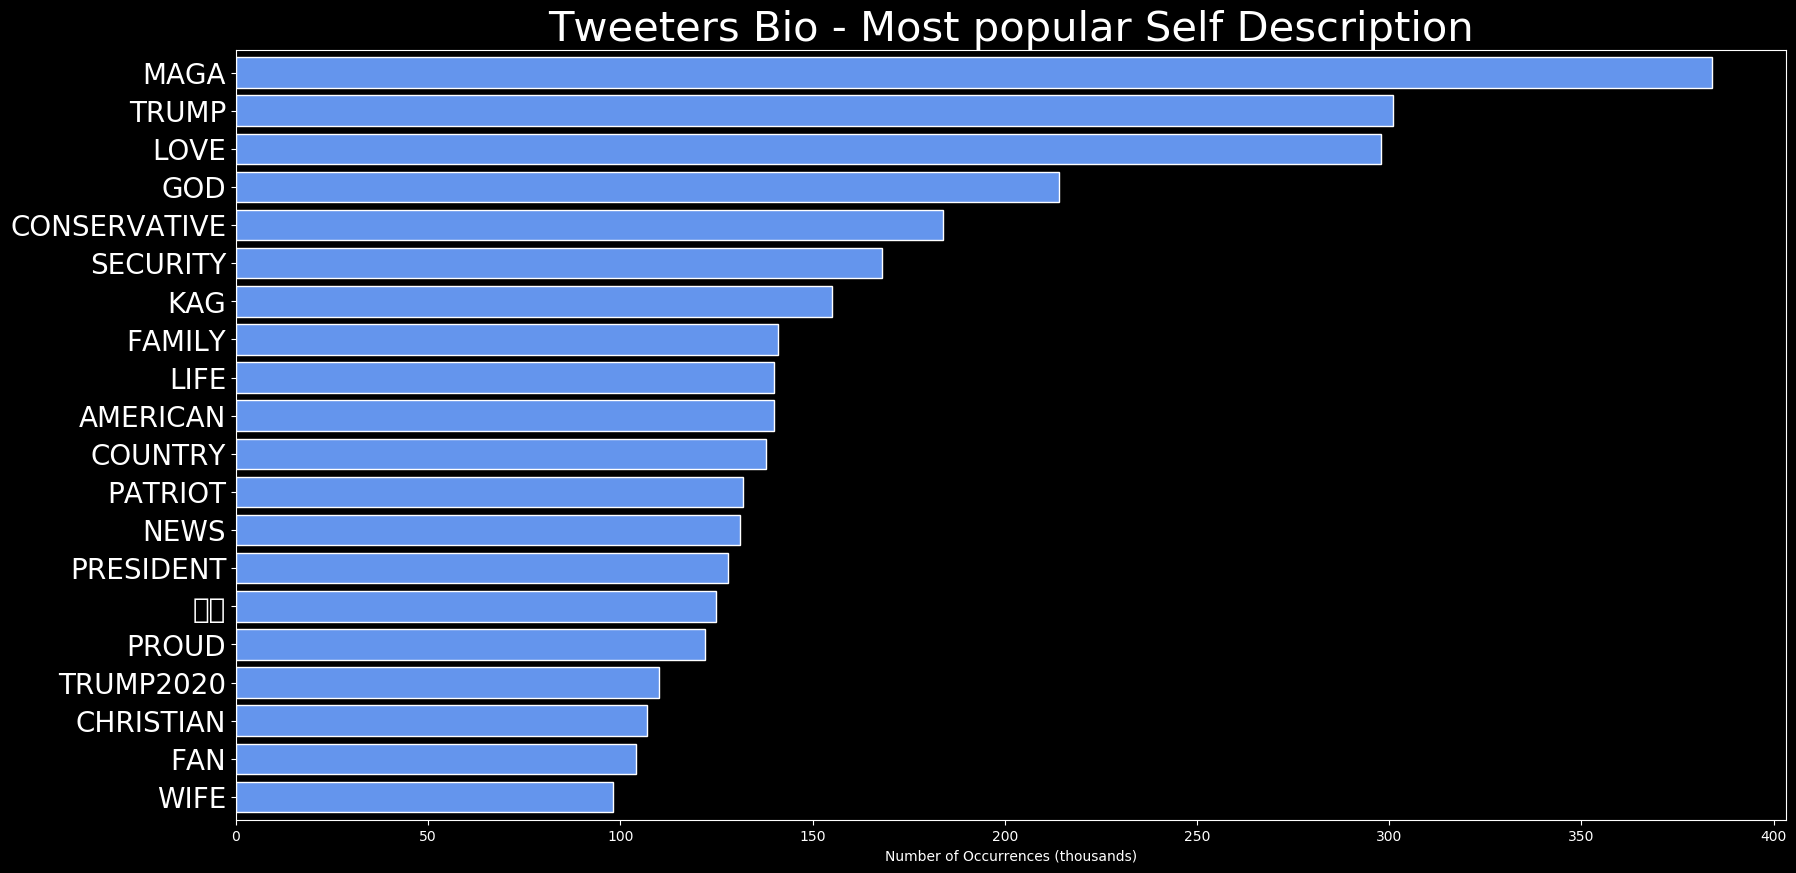 Tweeters Bio - Most popular Self Description
MAGA
TRUMP
LOVE
GOD
CONSERVATIVE
SECURITY
KAG
FAMILY
LIFE
AMERICAN
COUNTRY
PATRIOT
NEWS
PRESIDENT
PROUD
TRUMP2020
CHRISTIAN
FAN
WIFE
0 50 100 150 200 250 300 350 400
Number of Occurrences (thousands)